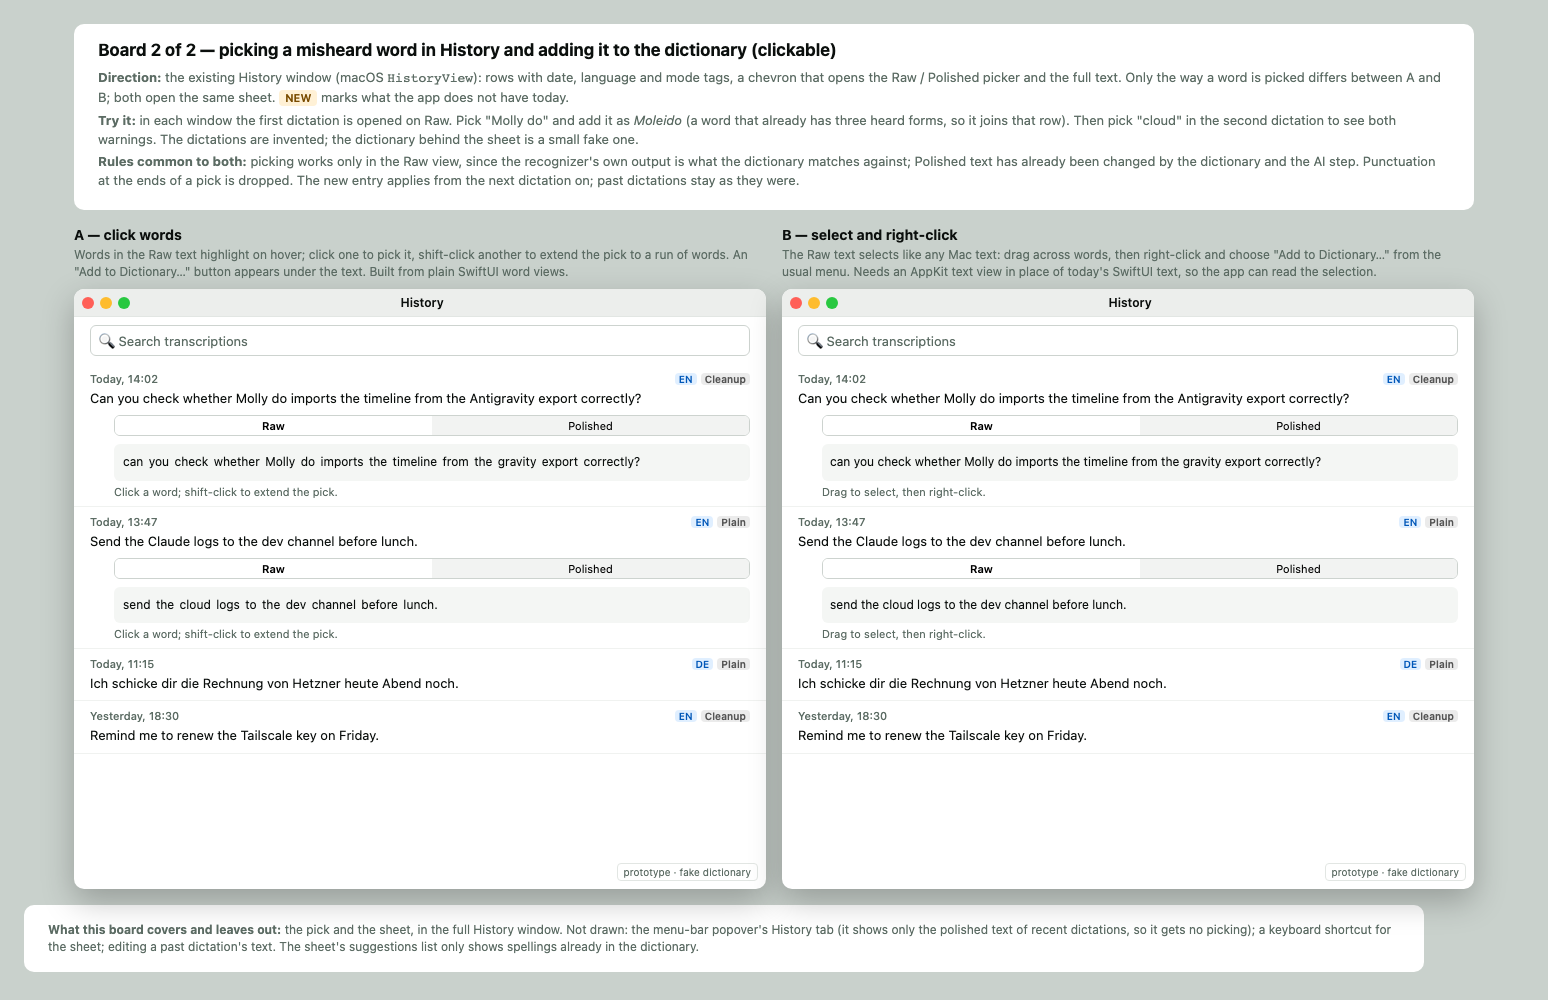 Board 2 of 2 — picking a misheard word in History and adding it to the dictionary (clickable)
Direction: the existing History window (macOS HistoryView): rows with date, language and mode tags, a chevron that opens the Raw / Polished picker and the full text. Only the way a word is picked differs between A and
B; both open the same sheet. NEW marks what the app does not have today.
Try it: in each window the first dictation is opened on Raw. Pick "Molly do" and add it as Moleido (a word that already has three heard forms, so it joins that row). Then pick "cloud" in the second dictation to see both
warnings. The dictations are invented; the dictionary behind the sheet is a small fake one.
Rules common to both: picking works only in the Raw view, since the recognizer's own output is what the dictionary matches against; Polished text has already been changed by the dictionary and the AI step. Punctuation
at the ends of a pick is dropped. The new entry applies from the next dictation on; past dictations stay as they were.
A — click words
Words in the Raw text highlight on hover; click one to pick it, shift-click another to extend the pick to a run of words. An
"Add to Dictionary..." button appears under the text. Built from plain SwiftUI word views.
History
Search transcriptions
Today, 14:02
EN Cleanup
Can you check whether Molly do imports the timeline from the Antigravity export correctly?
Raw Polished
can you check whether Molly do imports the timeline from the gravity export correctly?
Click a word; shift-click to extend the pick.
Today, 13:47
EN Plain
Send the Claude logs to the dev channel before lunch.
Raw Polished
send the cloud logs to the dev channel before lunch.
Click a word; shift-click to extend the pick.
Today, 11:15
DE Plain
Ich schicke dir die Rechnung von Hetzner heute Abend noch.
Yesterday, 18:30
EN Cleanup
Remind me to renew the Tailscale key on Friday.
prototype · fake dictionary
B — select and right-click
The Raw text selects like any Mac text: drag across words, then right-click and choose "Add to Dictionary..." from the
usual menu. Needs an AppKit text view in place of today's SwiftUI text, so the app can read the selection.
History
Search transcriptions
Today, 14:02
EN Cleanup
Can you check whether Molly do imports the timeline from the Antigravity export correctly?
Raw Polished
can you check whether Molly do imports the timeline from the gravity export correctly?
Drag to select, then right-click.
Today, 13:47
EN Plain
Send the Claude logs to the dev channel before lunch.
Raw Polished
send the cloud logs to the dev channel before lunch.
Drag to select, then right-click.
Today, 11:15
DE Plain
Ich schicke dir die Rechnung von Hetzner heute Abend noch.
Yesterday, 18:30
EN Cleanup
Remind me to renew the Tailscale key on Friday.
prototype · fake dictionary
What this board covers and leaves out: the pick and the sheet, in the full History window. Not drawn: the menu-bar popover's History tab (it shows only the polished text of recent dictations, so it gets no picking); a keyboard shortcut for
the sheet; editing a past dictation's text. The sheet's suggestions list only shows spellings already in the dictionary.